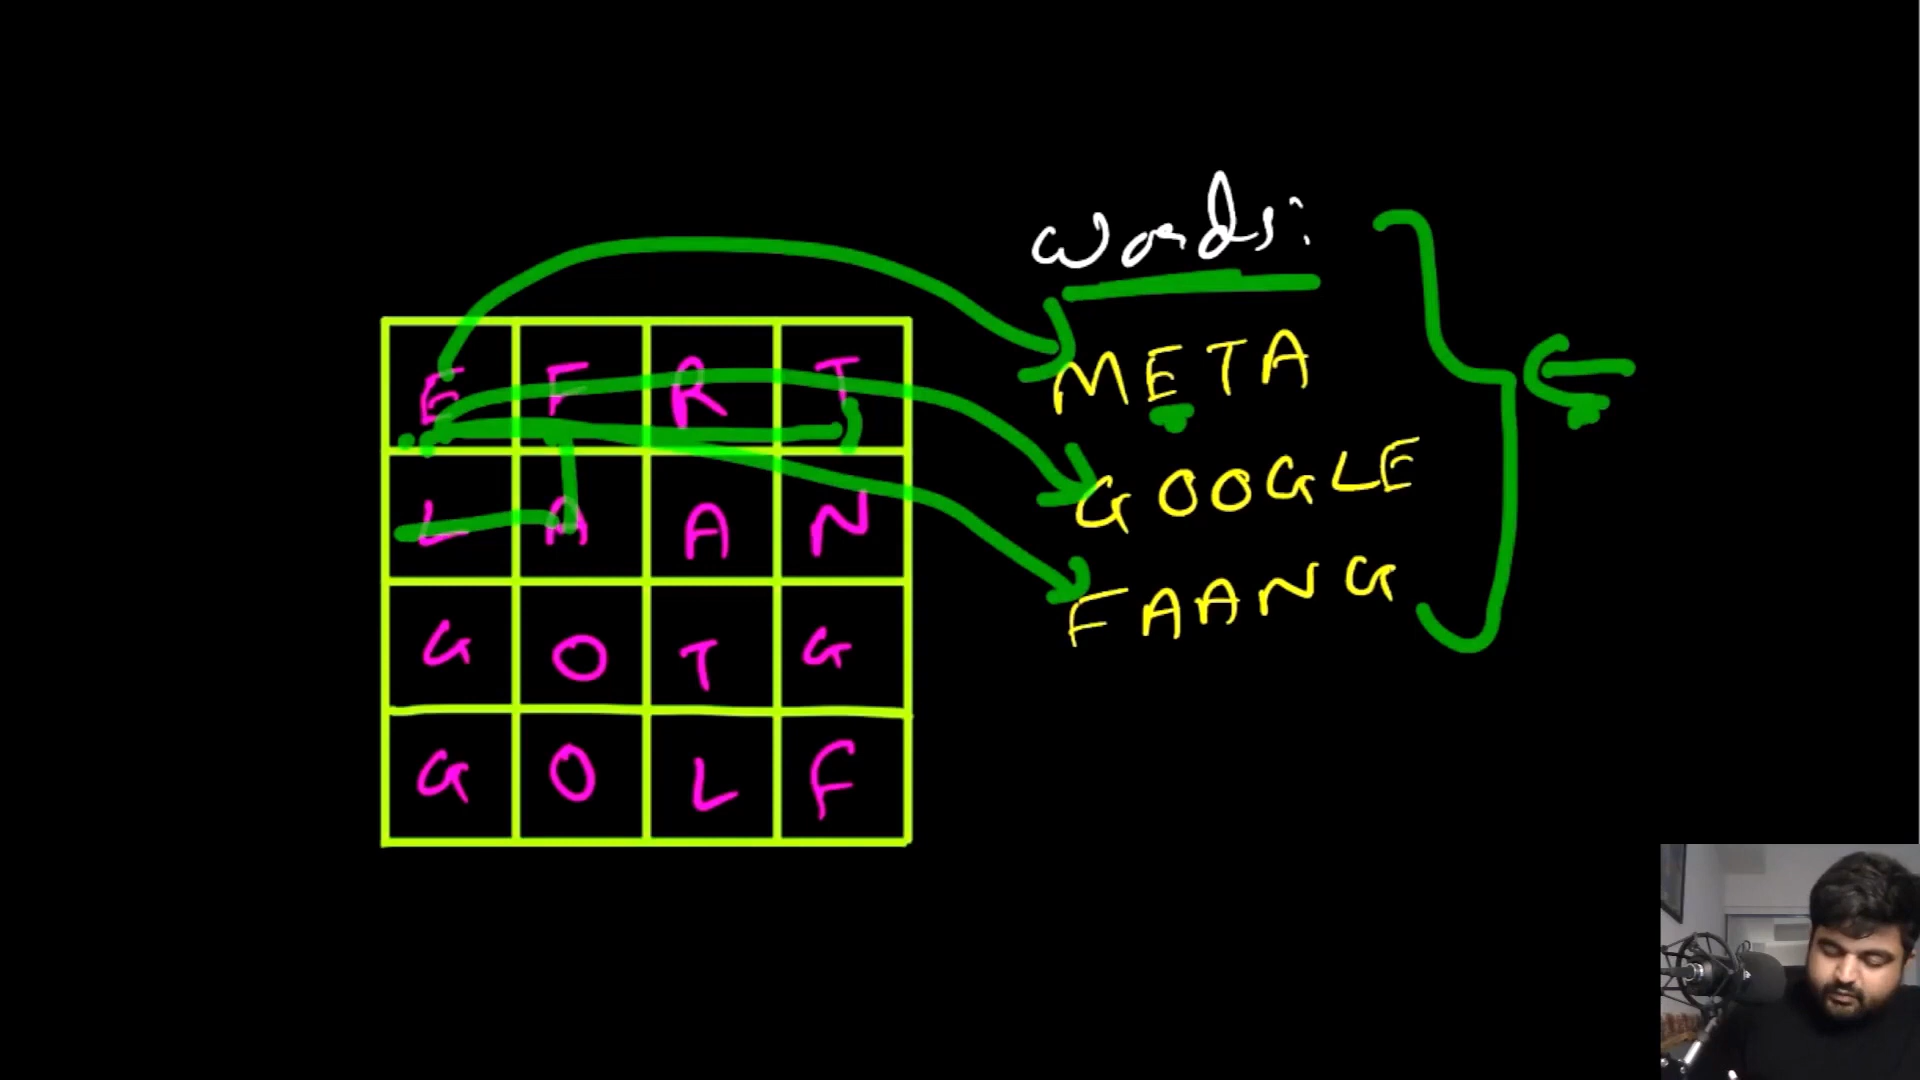 words:
E F R T
META
L A A N
GOOGLE
FAANG
G O T G
G O L F